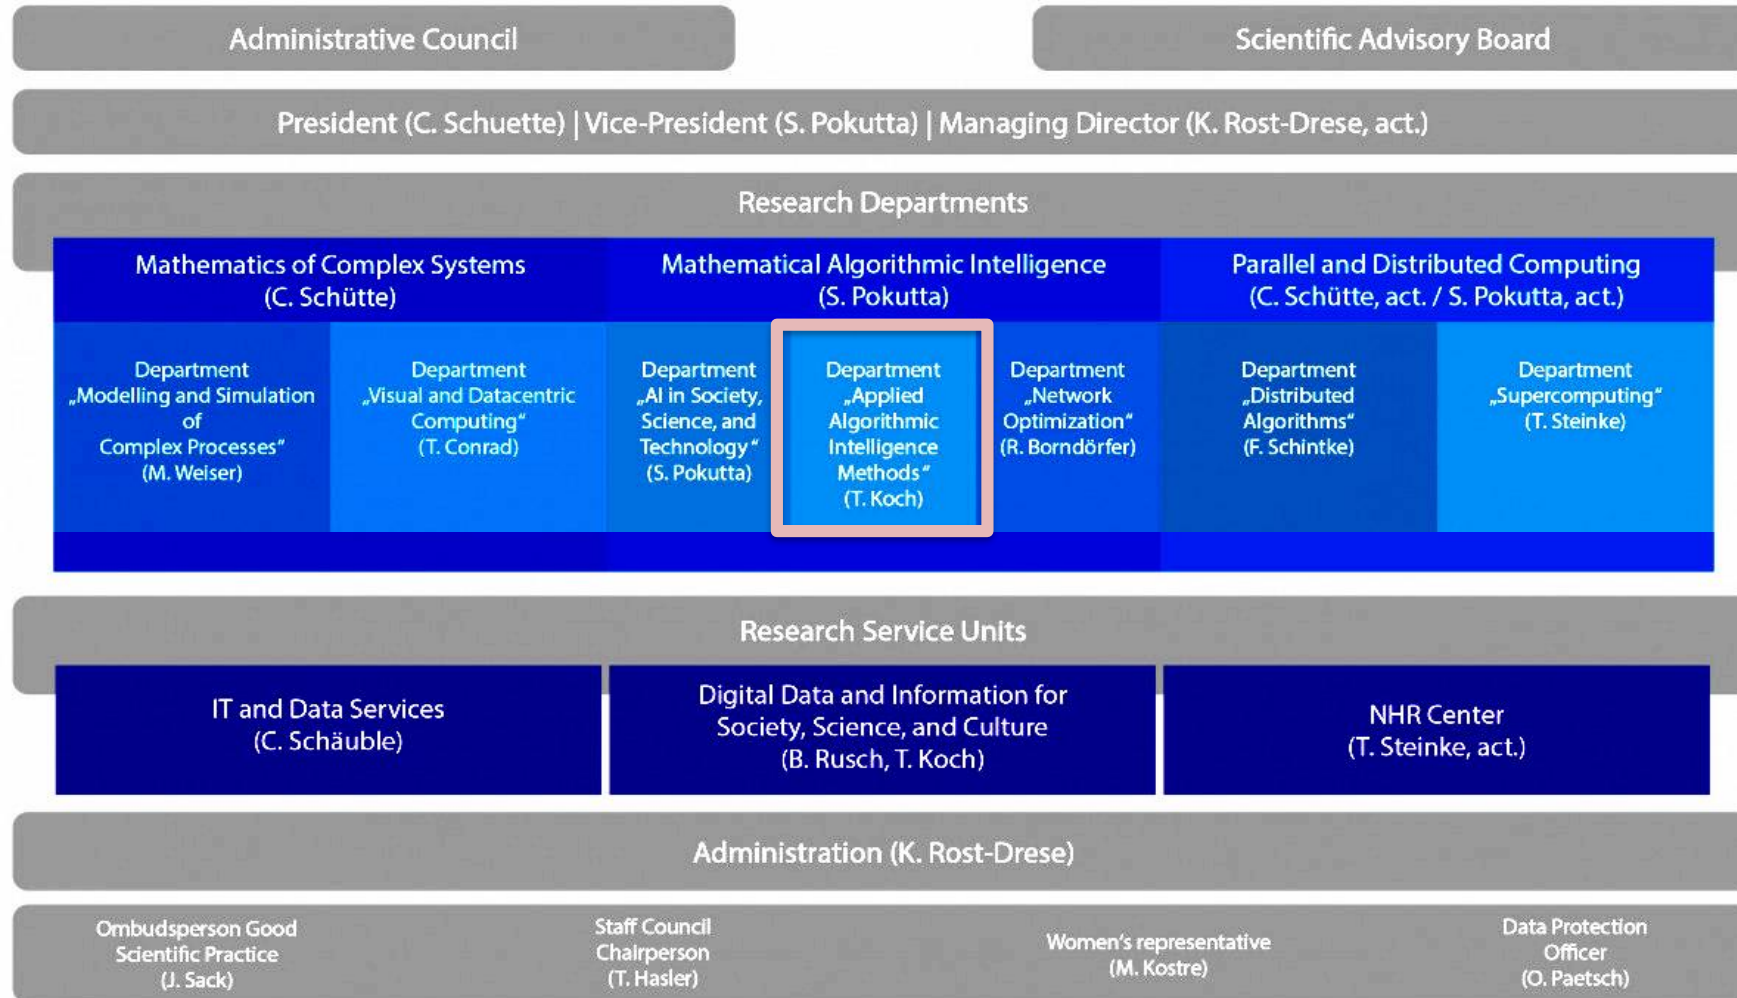 Administrative Council
Scientific Advisory Board
President (C. Schuette) | Vice-President (S. Pokutta) | Managing Director (K. Rost-Drese, act.)
Research Departments
Mathematics of Complex Systems
(C. Schütte)
Mathematical Algorithmic Intelligence
(S. Pokutta)
Parallel and Distributed Computing
(C. Schütte, act. / S. Pokutta, act.)
Department
„Modelling and Simulation
of
Complex Processes“
(M. Weiser)
Department
„Visual and Datacentric
Computing“
(T. Conrad)
Department
„AI in Society,
Science, and
Technology“
(S. Pokutta)
Department
„Applied
Algorithmic
Intelligence
Methods“
(T. Koch)
Department
„Network
Optimization“
(R. Borndörfer)
Department
„Distributed
Algorithms“
(F. Schintke)
Department
„Supercomputing“
(T. Steinke)
Research Service Units
IT and Data Services
(C. Schäuble)
Digital Data and Information for
Society, Science, and Culture
(B. Rusch, T. Koch)
NHR Center
(T. Steinke, act.)
Administration (K. Rost-Drese)
Ombudsperson Good
Scientific Practice
(J. Sack)
Staff Council
Chairperson
(T. Hasler)
Women's representative
(M. Kostre)
Data Protection
Officer
(O. Paetsch)